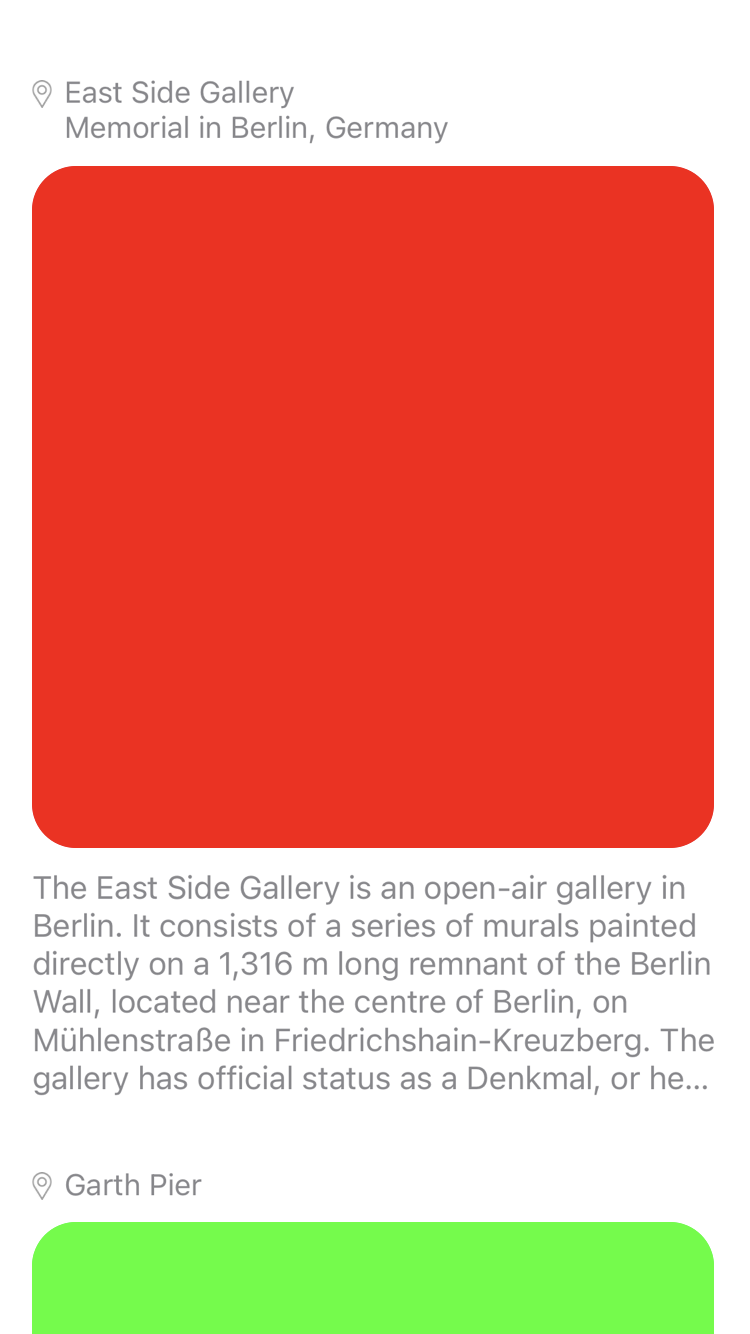 East Side Gallery
Memorial in Berlin, Germany
The East Side Gallery is an open-air gallery in
Berlin. It consists of a series of murals painted
directly on a 1,316 m long remnant of the Berlin
Wall, located near the centre of Berlin, on
Mühlenstraße in Friedrichshain-Kreuzberg. The
gallery has official status as a Denkmal, or he...
Garth Pier